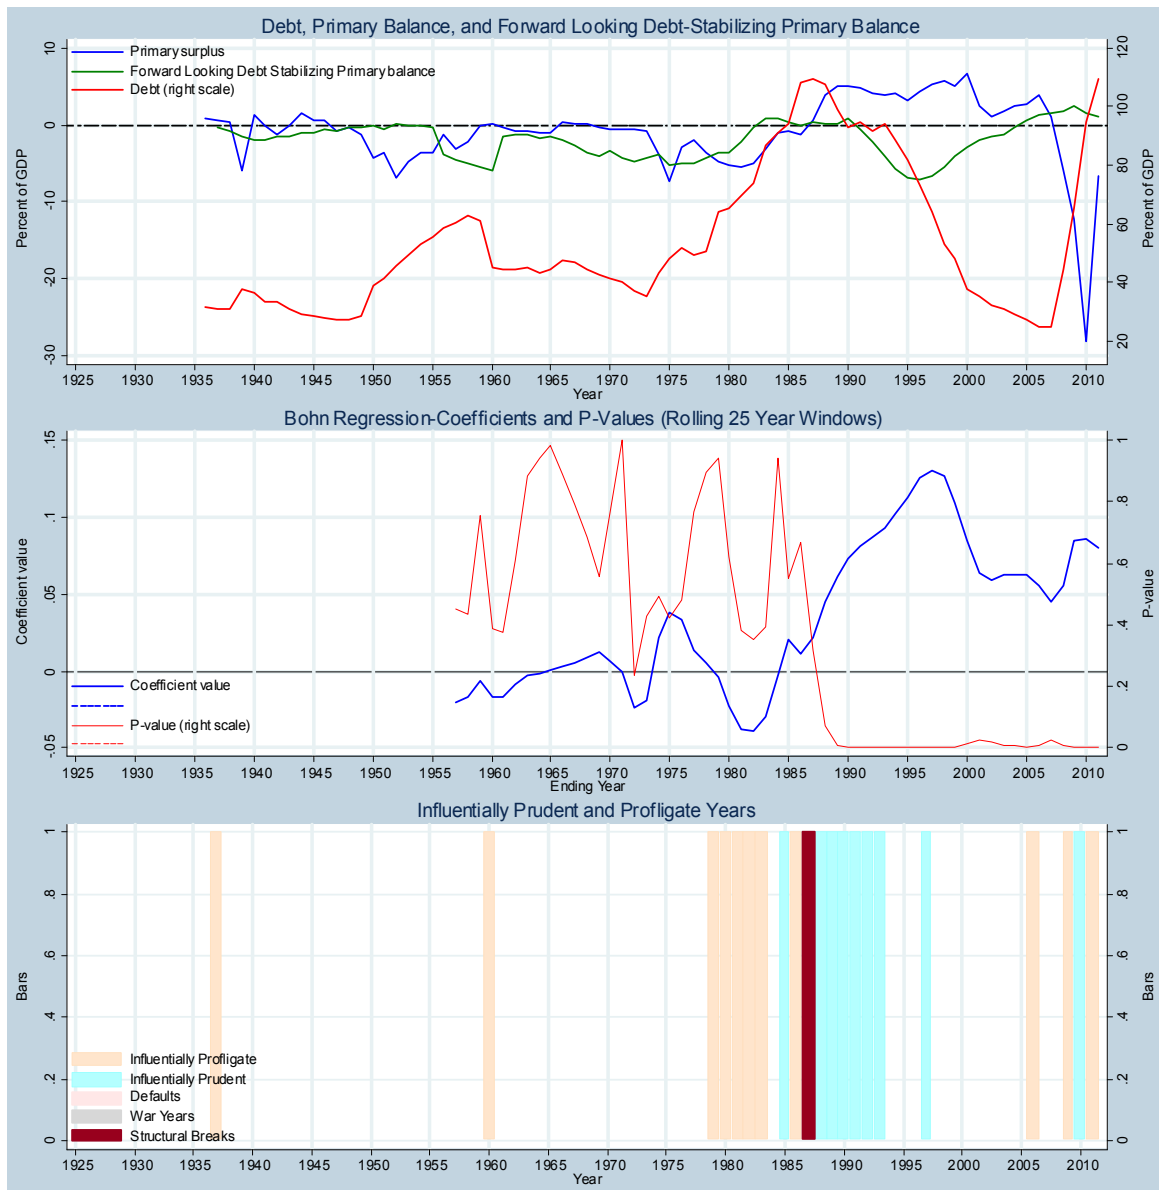 Debt, Primary Balance, and Forward Looking Debt-Stabilizing Primary Balance
Primary surplus
Forward Looking Debt Stabilizing Primary balance
Debt (right scale)
Percent of GDP
10
0
-10
-20
-30
Percent of GDP
120
100
80
60
40
20
1925 1930 1935 1940 1945 1950 1955 1960 1965 1970 1975 1980 1985 1990 1995 2000 2005 2010
Year
Bohn Regression-Coefficients and P-Values (Rolling 25 Year Windows)
Coefficient value
.15
.1
.05
0
-.05
P-value
1
.8
.6
.4
.2
0
Coefficient value
P-value (right scale)
1925 1930 1935 1940 1945 1950 1955 1960 1965 1970 1975 1980 1985 1990 1995 2000 2005 2010
Ending Year
Influentially Prudent and Profligate Years
Bars
1
.8
.6
.4
.2
0
Bars
1
.8
.6
.4
.2
0
Influentially Profligate
Influentially Prudent
Defaults
War Years
Structural Breaks
1925 1930 1935 1940 1945 1950 1955 1960 1965 1970 1975 1980 1985 1990 1995 2000 2005 2010
Year